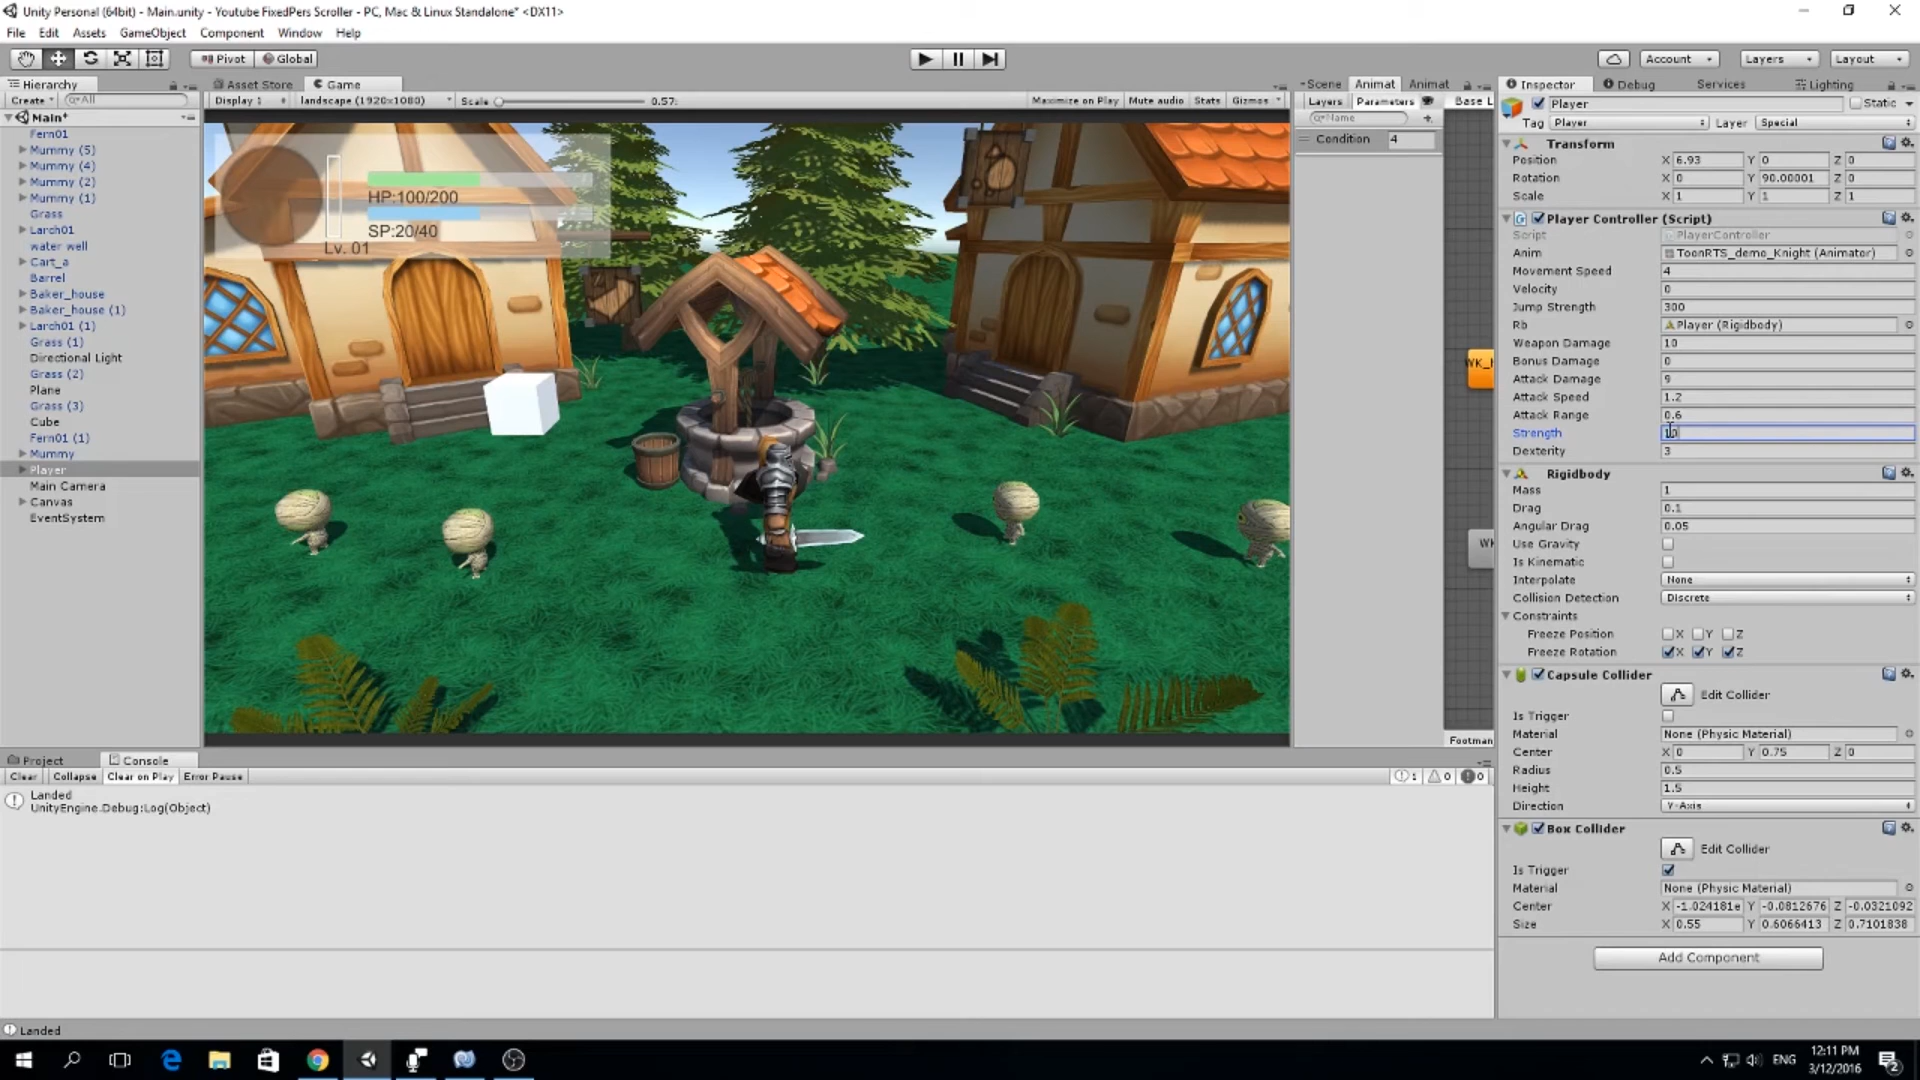 Unity Personal (64bit) - Main.unity - Youtube FixedPers Scroller - PC, Mac & Linux Standalone* <DX11>
File Edit Assets GameObject Component Window Help
Pivot Global Account Layers Layout
Hierarchy Asset Store Game Scene Animat Animat Inspector Debug Services Lighting
Create All Display 1 landscape (1920x1080) Scale 0.57: Maximize on Play Mute audio Stats Gizmos Layers Parameters Base L
Main*
Fern01
Mummy (5)
Mummy (4)
Mummy (2)
Mummy (1)
Grass
Larch01
water well
Cart_a
Barrel
Baker_house
Baker_house (1)
Larch01 (1)
Grass (1)
Directional Light
Grass (2)
Plane
Grass (3)
Cube
Fern01 (1)
Mummy
Player
Main Camera
Canvas
EventSystem
HP:100/200
SP:20/40
Lv. 01
Name
Condition 4
Footman
Player Static
Tag Player Layer Special
Transform
Position X 6.93 Y 0 Z 0
Rotation X 0 Y 90.00001 Z 0
Scale X 1 Y 1 Z 1
Player Controller (Script)
Script PlayerController
Anim ToonRTS_demo_Knight (Animator)
Movement Speed 4
Velocity 0
Jump Strength 300
Rb Player (Rigidbody)
Weapon Damage 10
Bonus Damage 0
Attack Damage 9
Attack Speed 1.2
Attack Range 0.6
Strength
Dexterity 3
Rigidbody
Mass 1
Drag 0.1
Angular Drag 0.05
Use Gravity
Is Kinematic
Interpolate None
Collision Detection Discrete
Constraints
Freeze Position X Y Z
Freeze Rotation X Y Z
Capsule Collider
Edit Collider
Is Trigger
Material None (Physic Material)
Center X 0 Y 0.75 Z 0
Radius 0.5
Height 1.5
Direction Y-Axis
Box Collider
Edit Collider
Is Trigger
Material None (Physic Material)
Center X -1.024181e Y -0.0812676 Z -0.0321092
Size X 0.55 Y 0.6066413 Z 0.7101838
Add Component
Project Console
Clear Collapse Clear on Play Error Pause 1 0 0
Landed
UnityEngine.Debug:Log(Object)
Landed
ENG 12:11 PM
3/12/2016
2